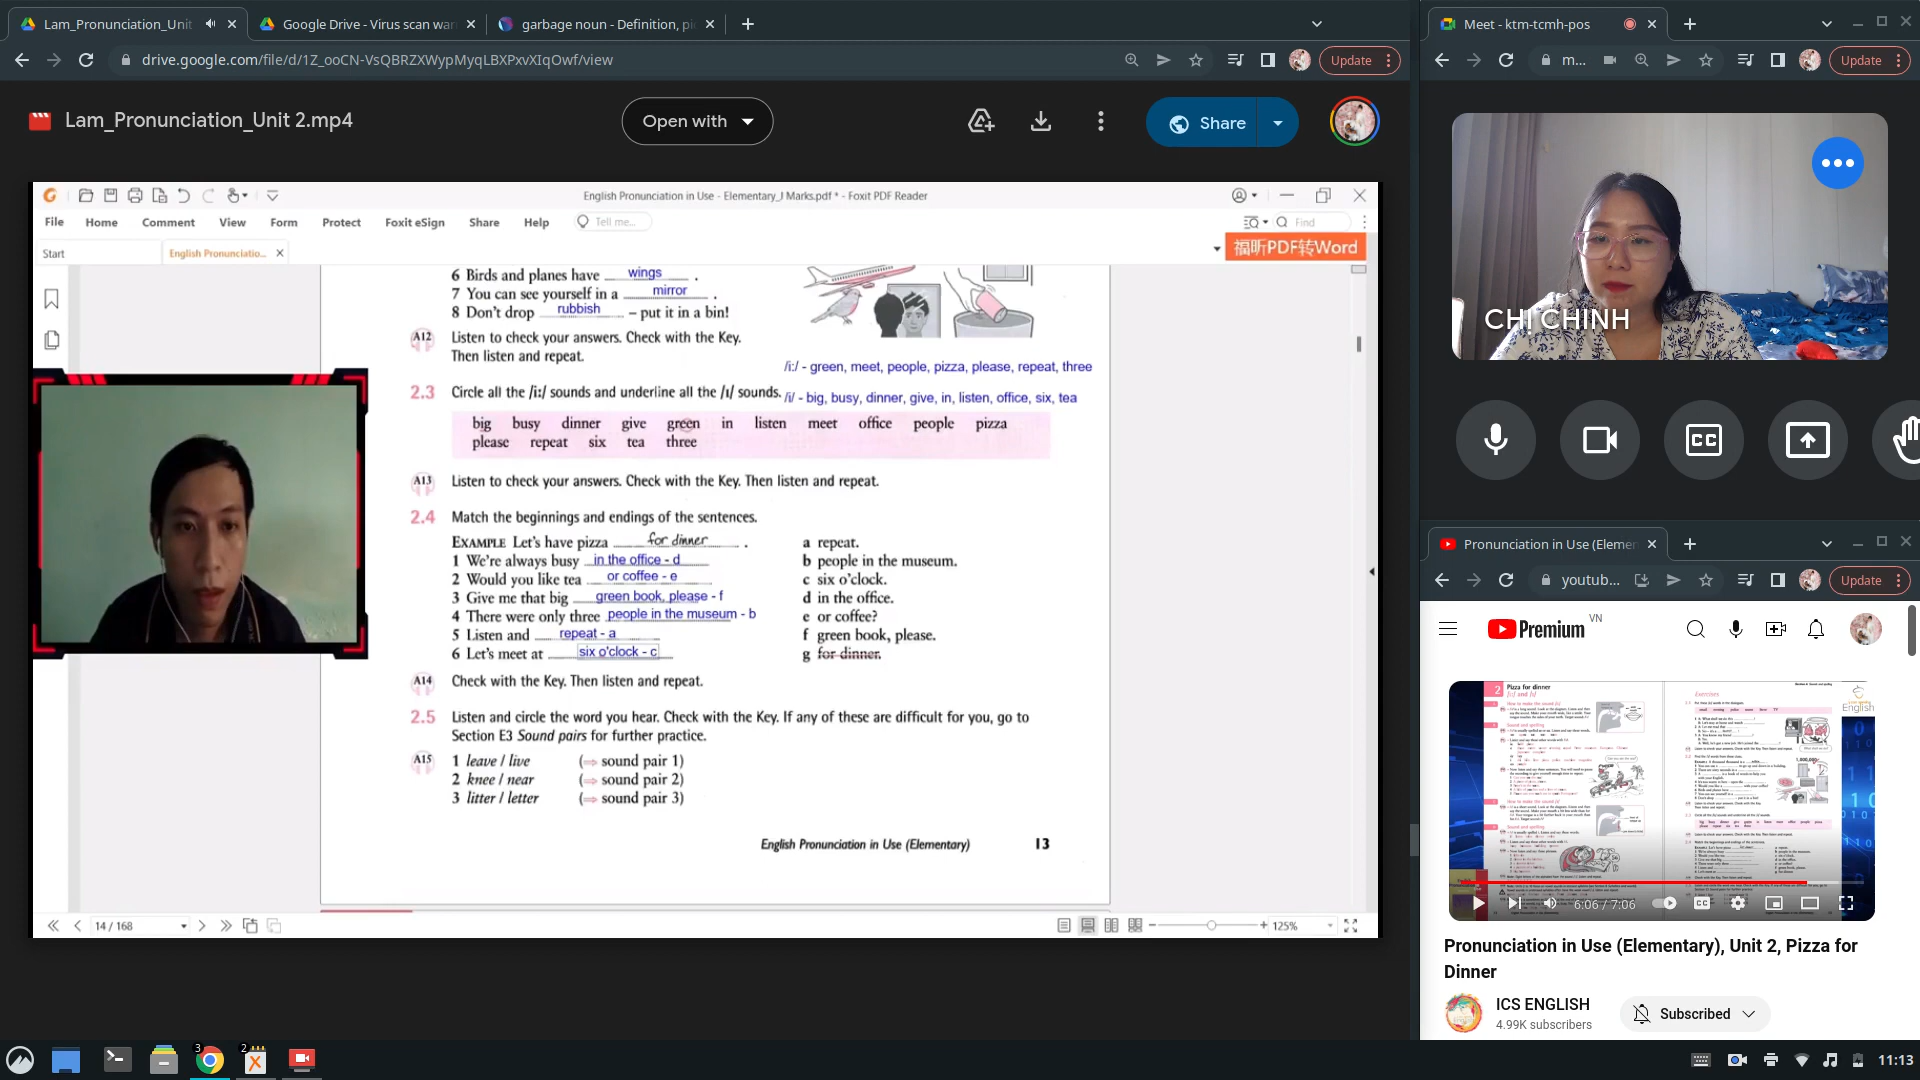 Lam_Pronunciation_Unit
Google Drive - Virus scan war
garbage noun - Definition, pi
drive.google.com/file/d/1Z_ooCN-VsQBRZXWypMyqLBXPxvXIqOwf/view
Update
Lam_Pronunciation_Unit 2.mp4
Open with
Share
English Pronunciation in Use - Elementary_J Marks.pdf * - Foxit PDF Reader
File Home Comment View Form Protect Foxit eSign Share Help Tell me... Find
Start
English Pronunciatio...
福昕PDF转Word
6 Birds and planes have wings .
7 You can see yourself in a mirror .
8 Don't drop rubbish – put it in a bin!
A12 Listen to check your answers. Check with the Key.
Then listen and repeat.
/i:/ - green, meet, people, pizza, please, repeat, three
2.3 Circle all the /iː/ sounds and underline all the /ɪ/ sounds.
/i/ - big, busy, dinner, give, in, listen, office, six, tea
big busy dinner give green in listen meet office people pizza
please repeat six tea three
A13 Listen to check your answers. Check with the Key. Then listen and repeat.
2.4 Match the beginnings and endings of the sentences.
EXAMPLE Let's have pizza for dinner .
1 We're always busy in the office - d
2 Would you like tea or coffee - e
3 Give me that big green book, please - f
4 There were only three people in the museum - b
5 Listen and repeat - a
6 Let's meet at six o'clock - c
a repeat.
b people in the museum.
c six o'clock.
d in the office.
e or coffee?
f green book, please.
g for dinner.
A14 Check with the Key. Then listen and repeat.
2.5 Listen and circle the word you hear. Check with the Key. If any of these are difficult for you, go to
Section E3 Sound pairs for further practice.
A15 1 leave / live (⇨ sound pair 1)
2 knee / near (⇨ sound pair 2)
3 litter / letter (⇨ sound pair 3)
English Pronunciation in Use (Elementary) 13
14 / 168
125%
Meet - ktm-tcmh-pos
m...
Update
CHỊ CHINH
CC
Pronunciation in Use (Elemen
youtub...
Update
Premium VN
2 Pizza for dinner
Exercises
English
6:06 / 7:06
Pronunciation in Use (Elementary), Unit 2, Pizza for
Dinner
ICS ENGLISH
4.99K subscribers
Subscribed
3
2
11:13